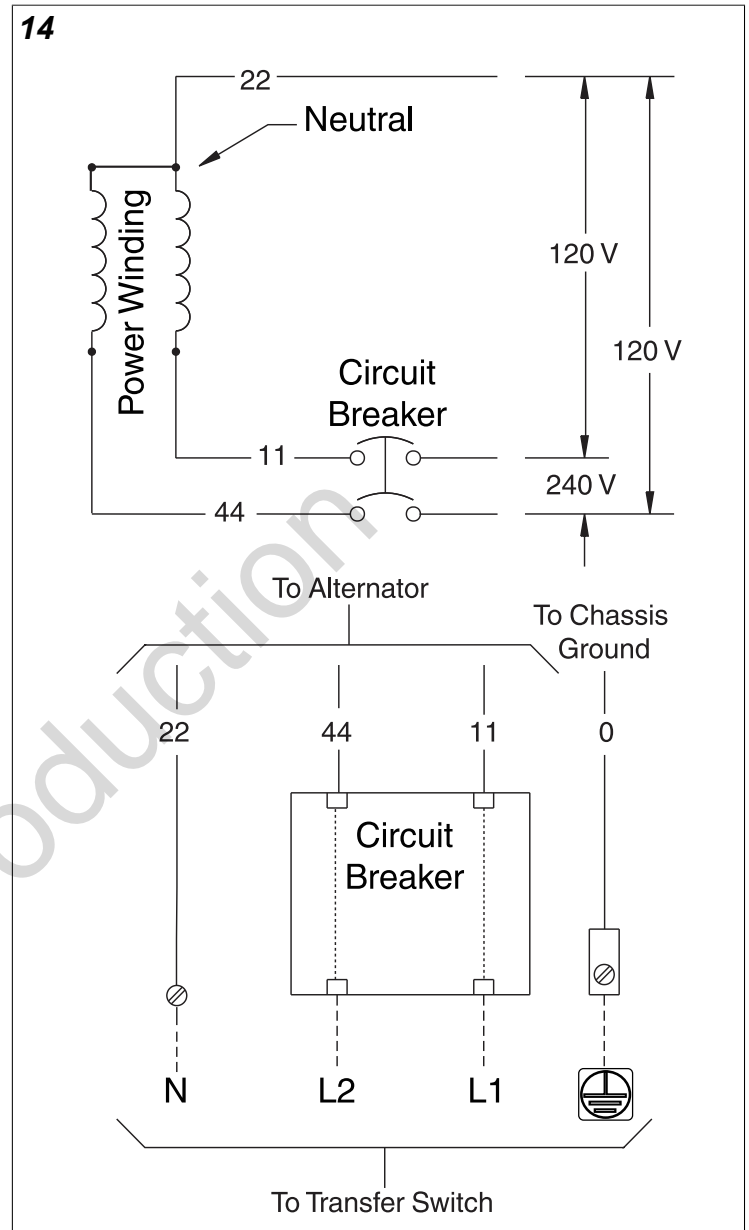 14
22
Neutral
Power Winding
120 V
120 V
Circuit
Breaker
11
240 V
44
To Alternator
To Chassis
Ground
22
44
11
0
Circuit
Breaker
N
L2
L1
To Transfer Switch